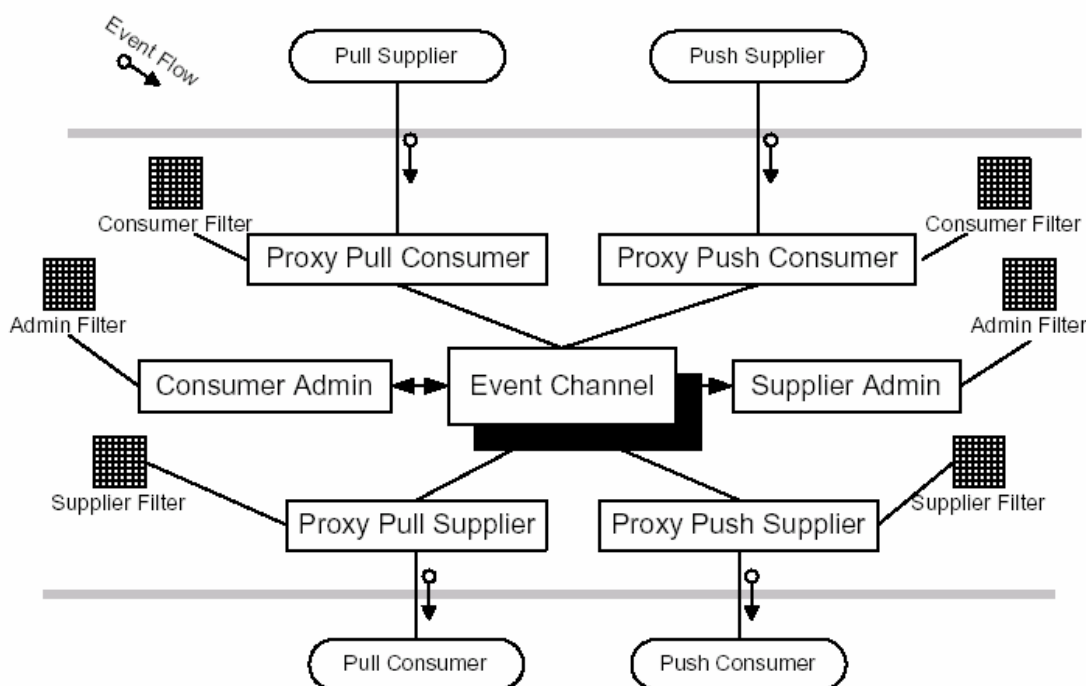 Event Flow
Pull Supplier
Push Supplier
Consumer Filter
Consumer Filter
Proxy Pull Consumer
Proxy Push Consumer
Admin Filter
Admin Filter
Consumer Admin
Event Channel
Supplier Admin
Supplier Filter
Supplier Filter
Proxy Pull Supplier
Proxy Push Supplier
Pull Consumer
Push Consumer